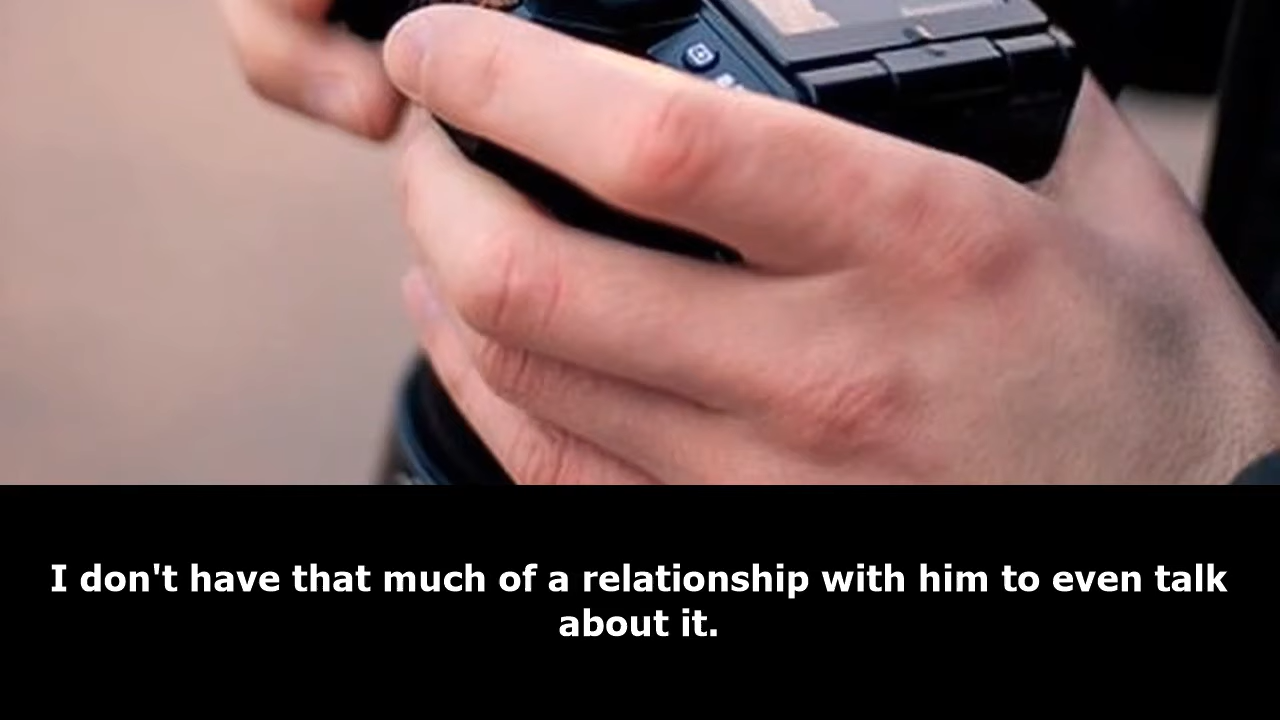 I don't have that much of a relationship with him to even talk
about it.